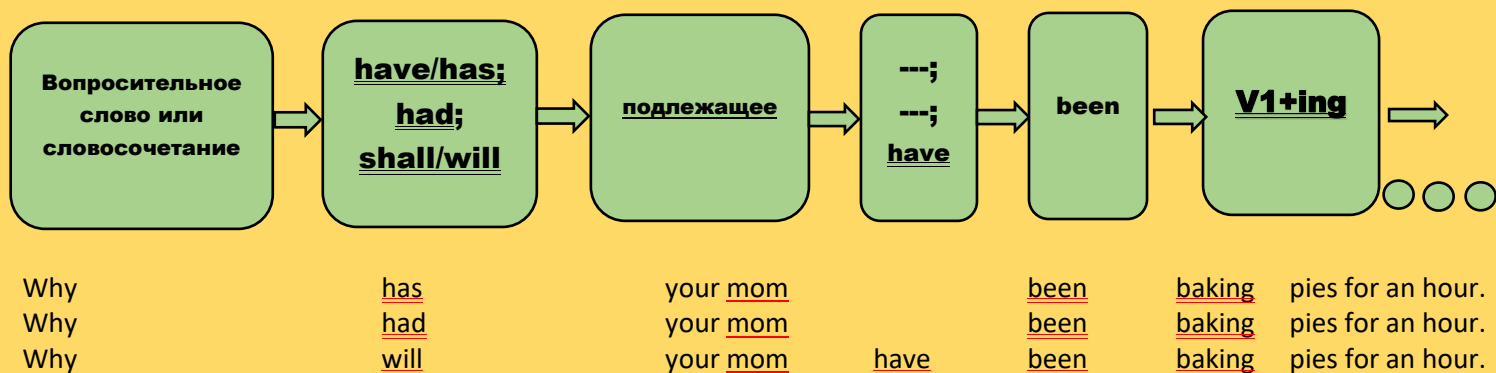 Вопросительное
слово или
словосочетание
have/has;
had;
shall/will
подлежащее
---;
---;
have
been
V1+ing
Why has your mom been baking pies for an hour.
Why had your mom been baking pies for an hour.
Why will your mom have been baking pies for an hour.